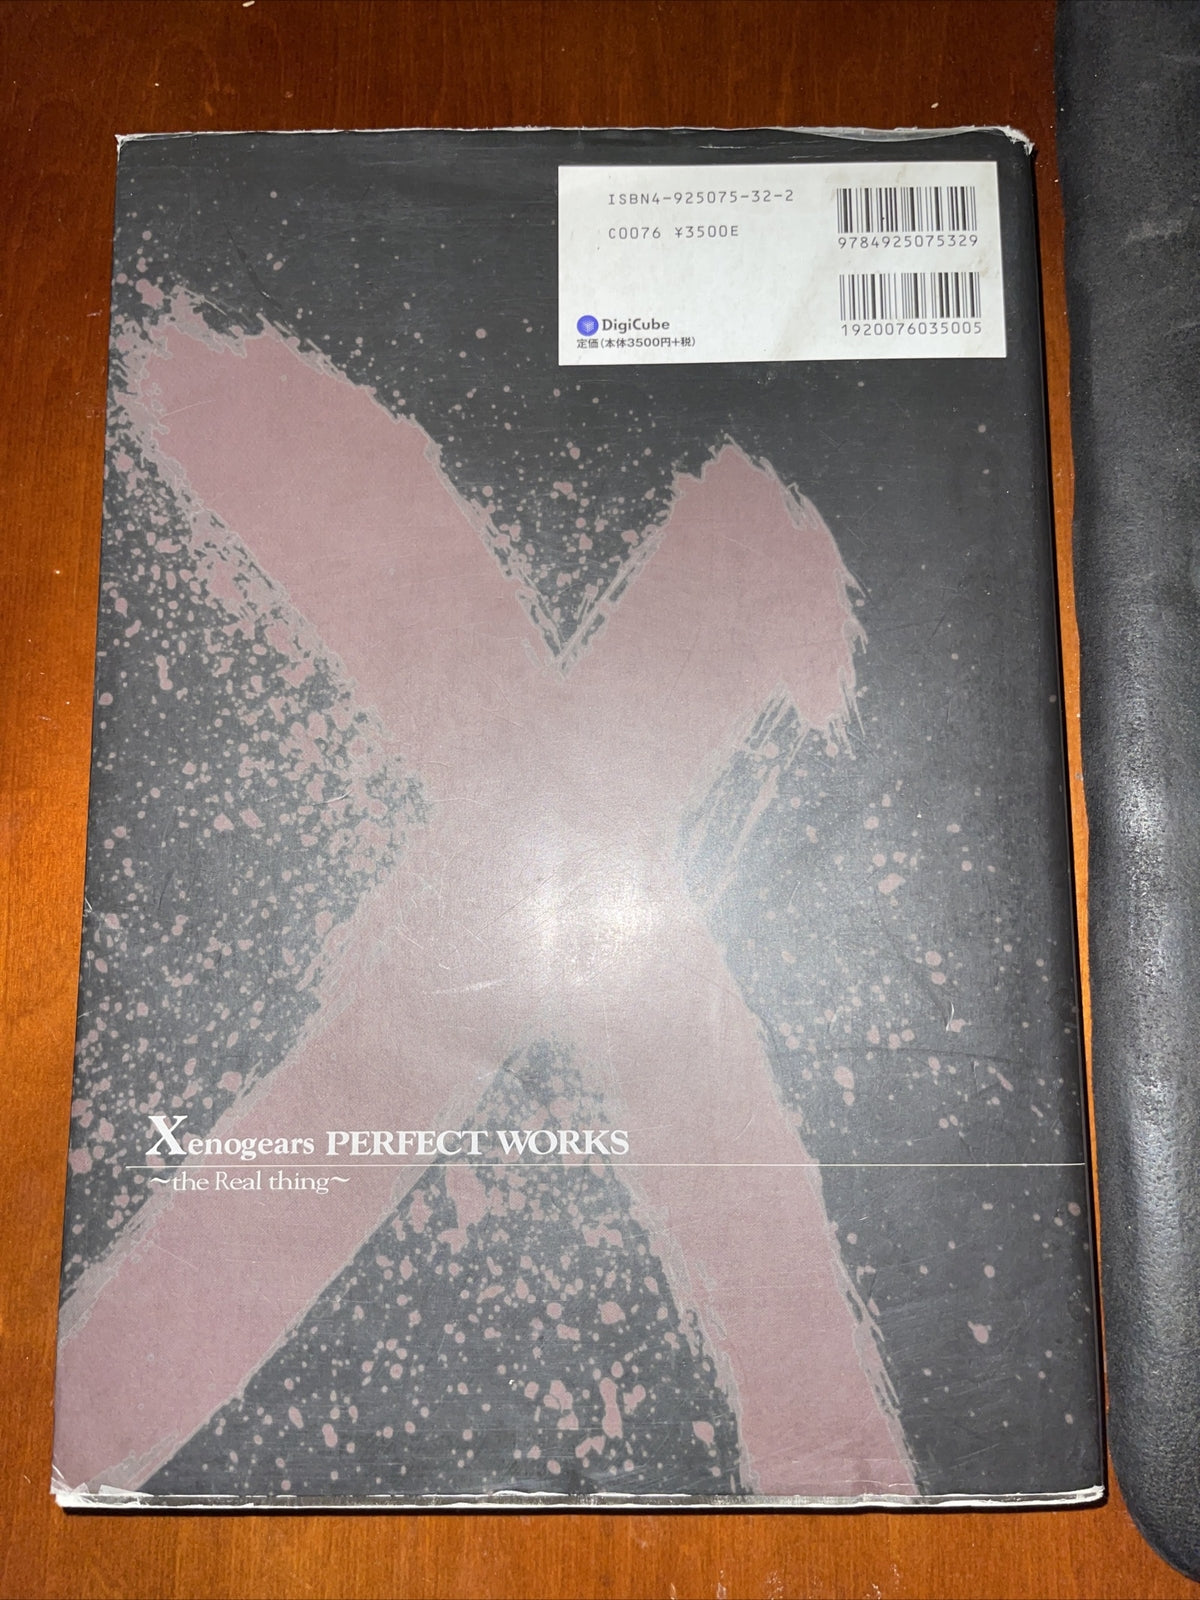 ISBN4-925075-32-2
C0076 ¥3500E
9784925075329
1920076035005
DigiCube
定価(本体3500円+税)
Xenogears PERFECT WORKS
~the Real thing~